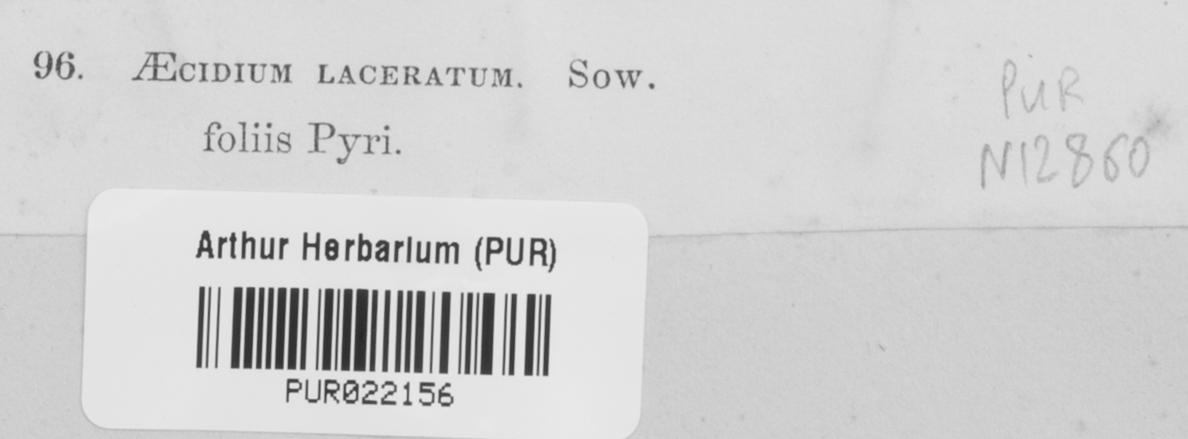 96. ÆCIDIUM LACERATUM. Sow.
foliis Pyri.
PUR
N12860
Arthur Herbarium (PUR)
PUR022156